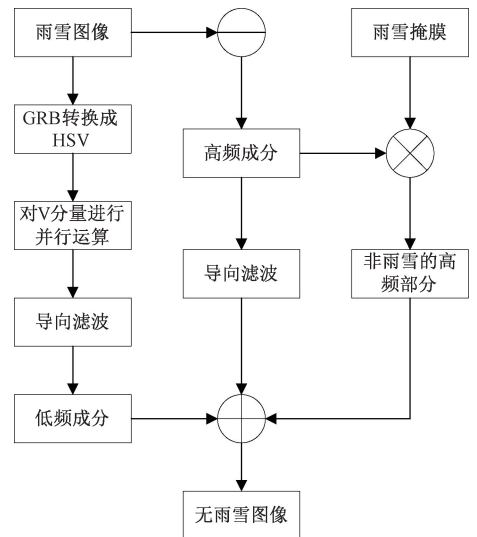 雨雪图像
雨雪掩膜
GRB转换成
HSV
高频成分
对V分量进行
并行运算
导向滤波
非雨雪的高
频部分
导向滤波
低频成分
无雨雪图像